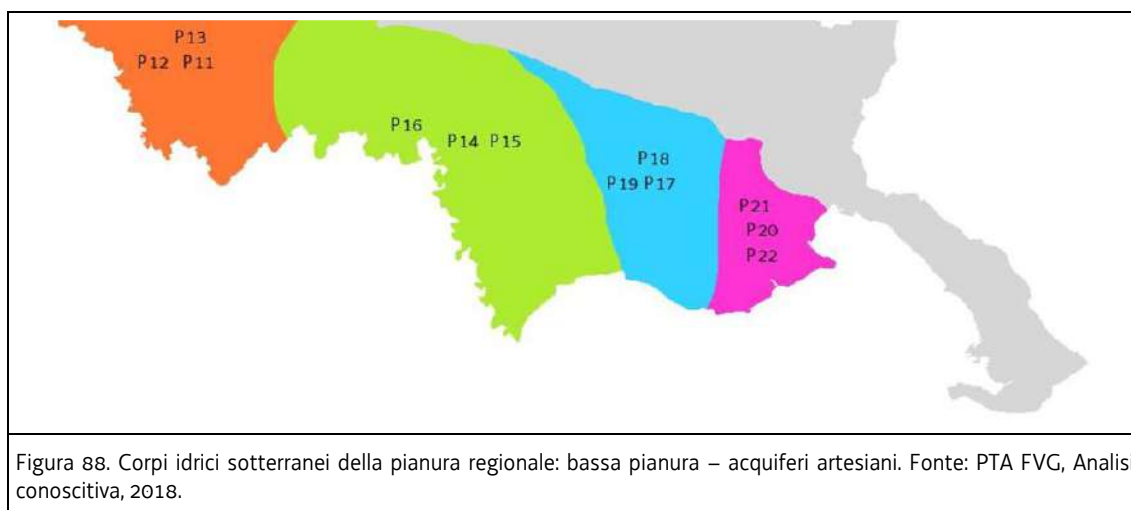 P13
P12 P11
P16
P14 P15
P18
P19 P17
P21
P20
P22
Figura 88. Corpi idrici sotterranei della pianura regionale: bassa pianura – acquiferi artesiani. Fonte: PTA FVG, Analisi
conoscitiva, 2018.